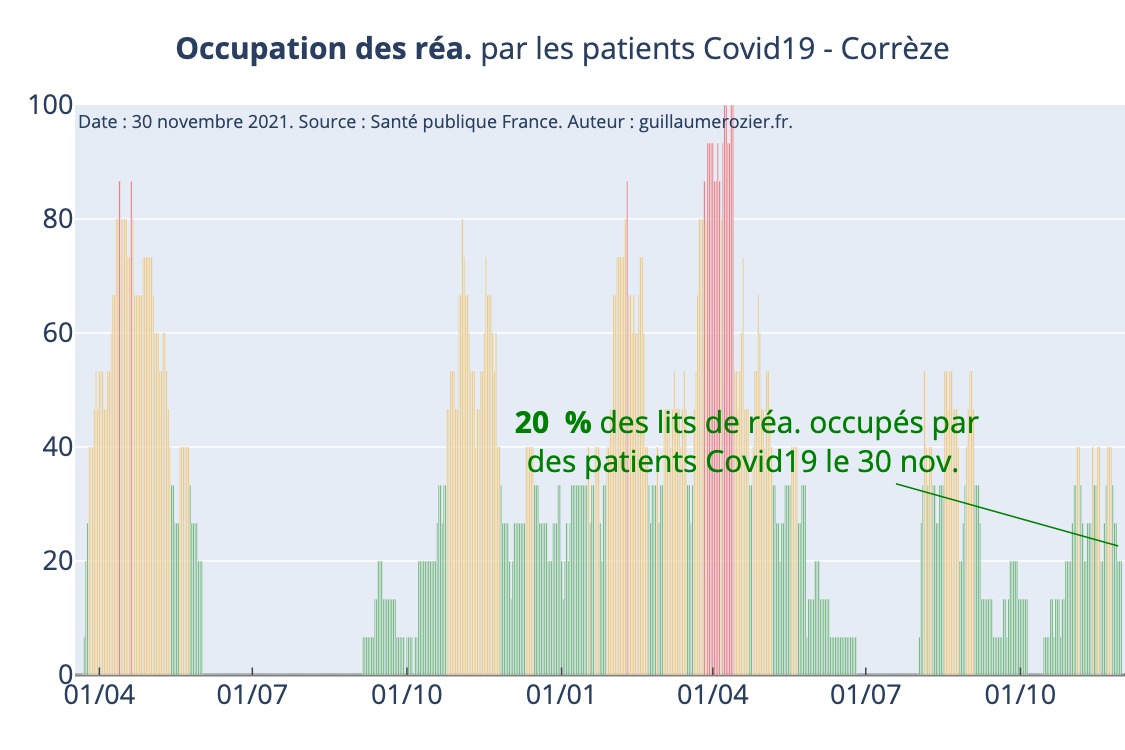 Occupation des réa. par les patients Covid19 - Corrèze
100
Date : 30 novembre 2021. Source : Santé publique France. Auteur : guillaumerozier.fr.
80
60
20 % des lits de réa. occupés par
40
des patients Covid19 le 30 nov.
20
0
01/04 01/07 01/10 01/01 01/04 01/07 01/10